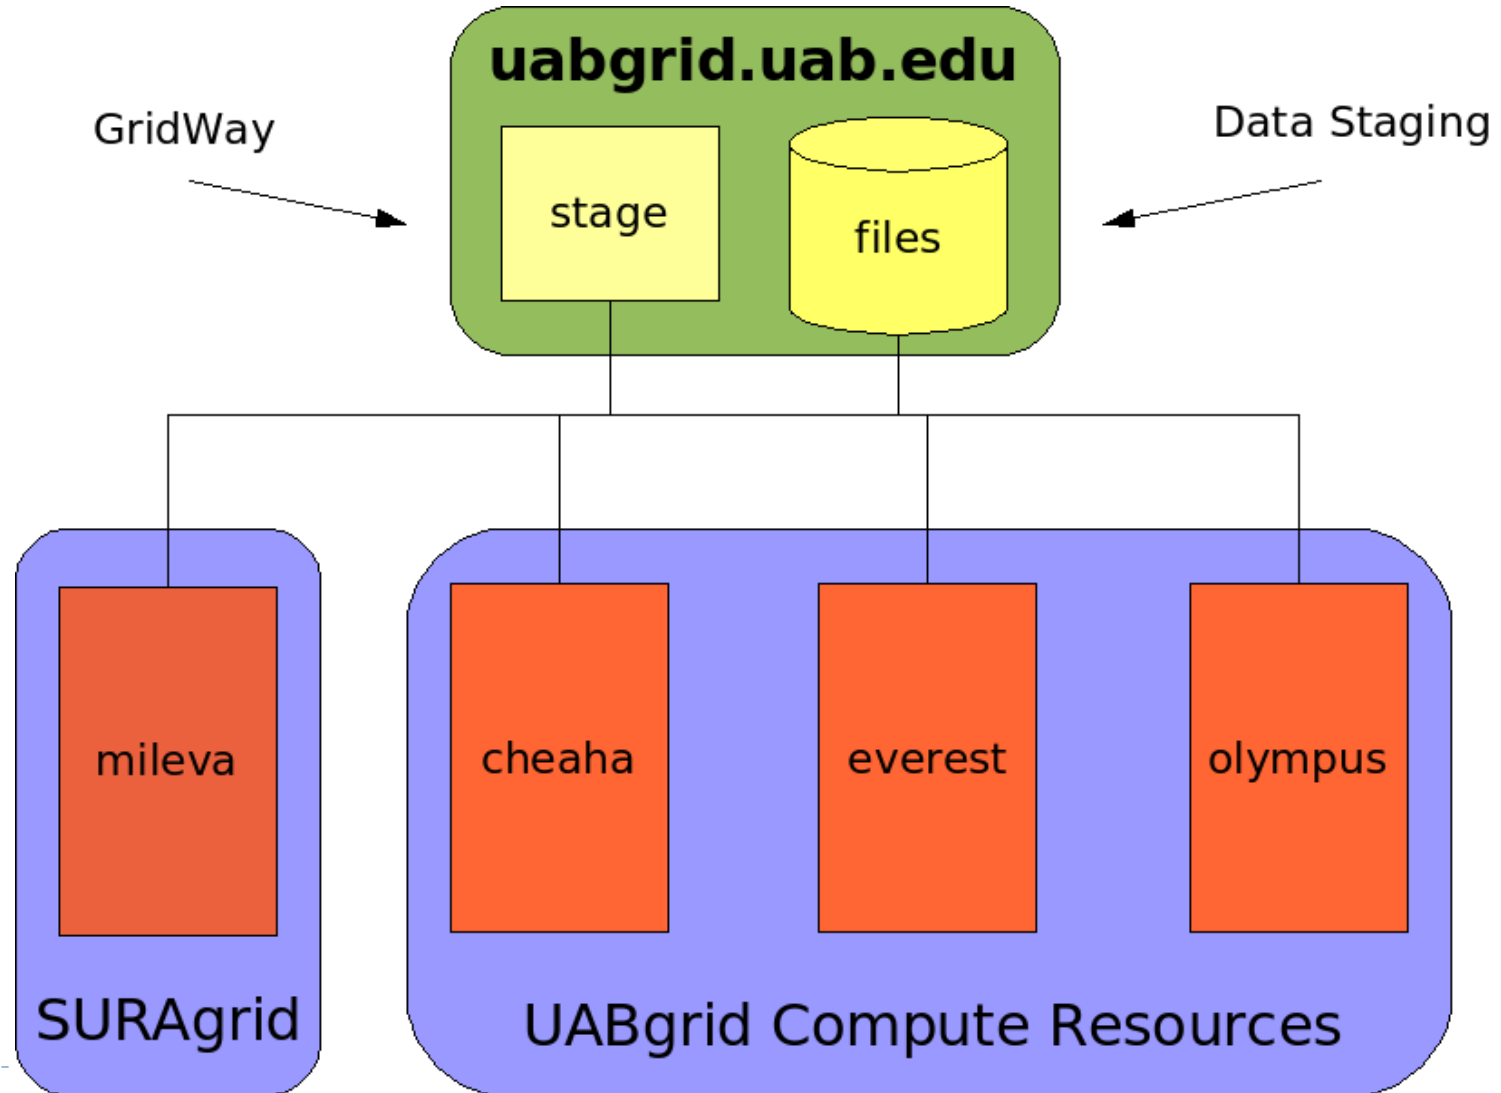 uabgrid.uab.edu
GridWay
Data Staging
stage
files
mileva
cheaha
everest
olympus
SURAgrid
UABgrid Compute Resources